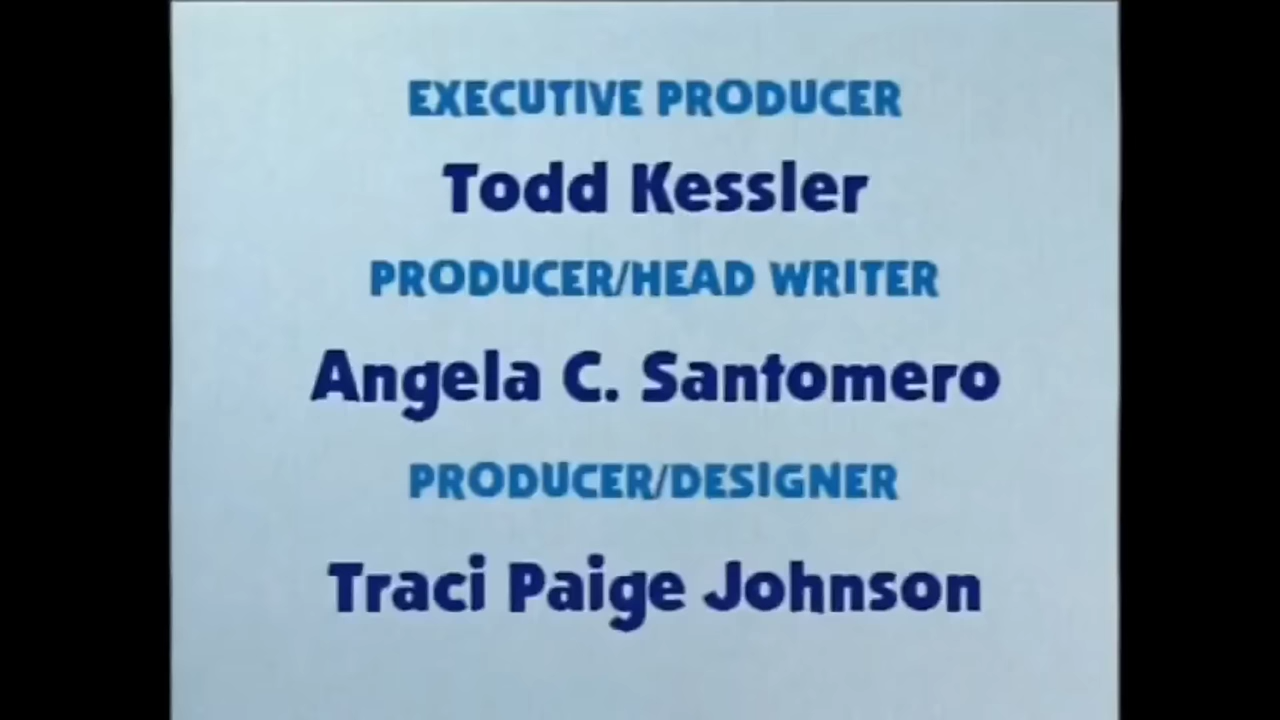 EXECUTIVE PRODUCER
Todd Kessler
PRODUCER/HEAD WRITER
Angela C. Santomero
PRODUCER/DESIGNER
Traci Paige Johnson